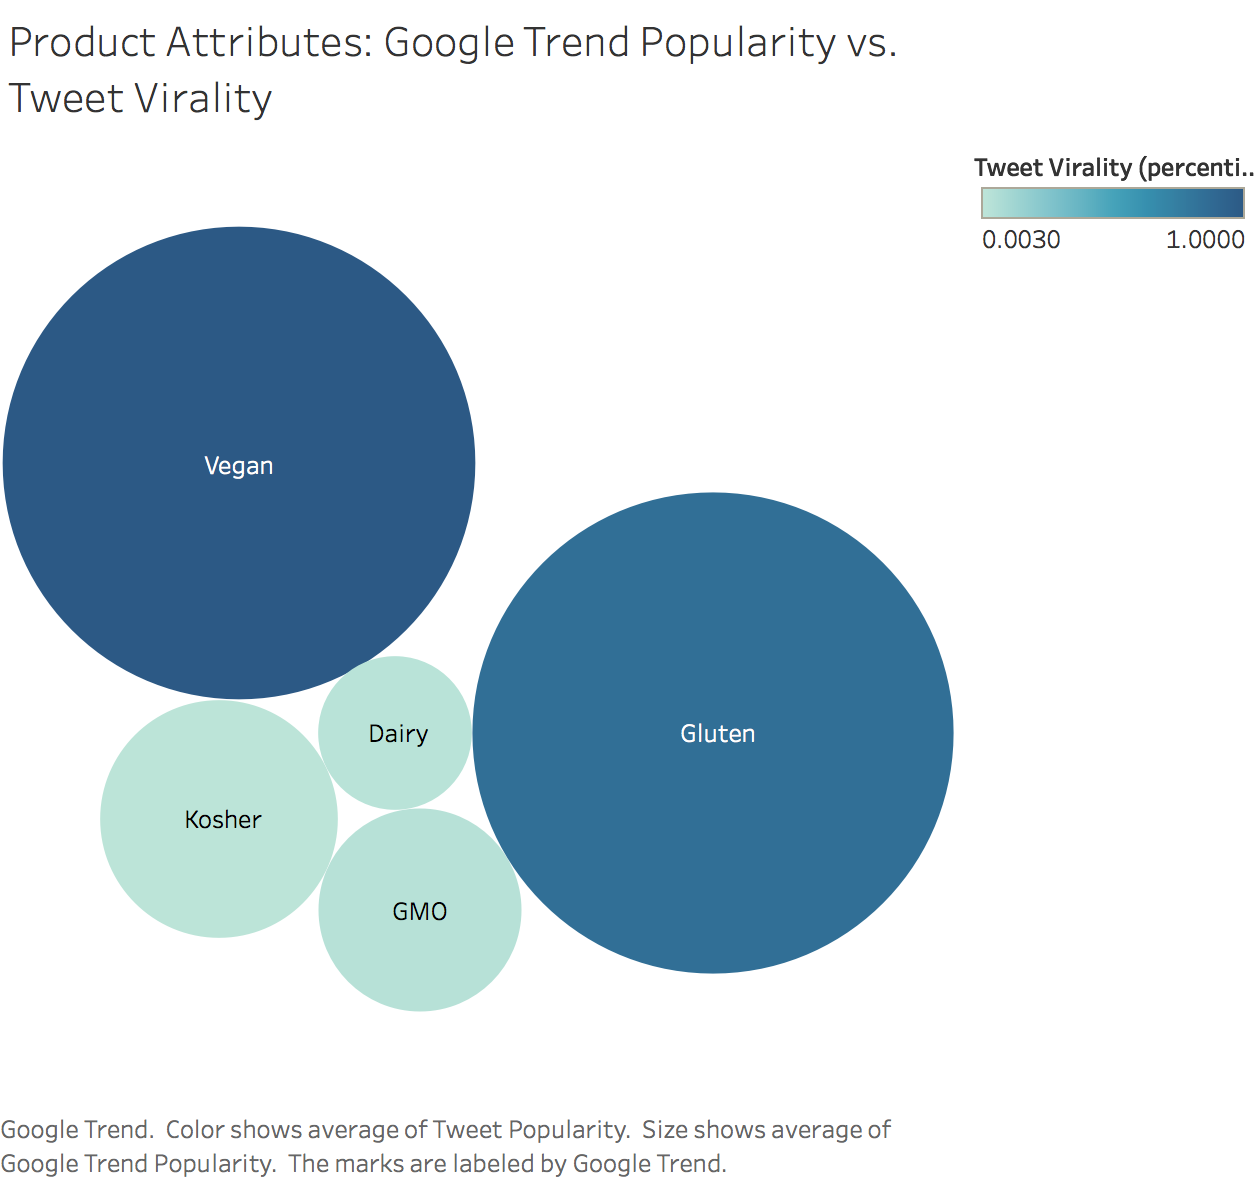 Product Attributes: Google Trend Popularity vs.
Tweet Virality
Tweet Virality (percenti..
0.0030 1.0000
Vegan
Gluten
Dairy
Kosher
GMO
Google Trend.  Color shows average of Tweet Popularity.  Size shows average of
Google Trend Popularity.  The marks are labeled by Google Trend.